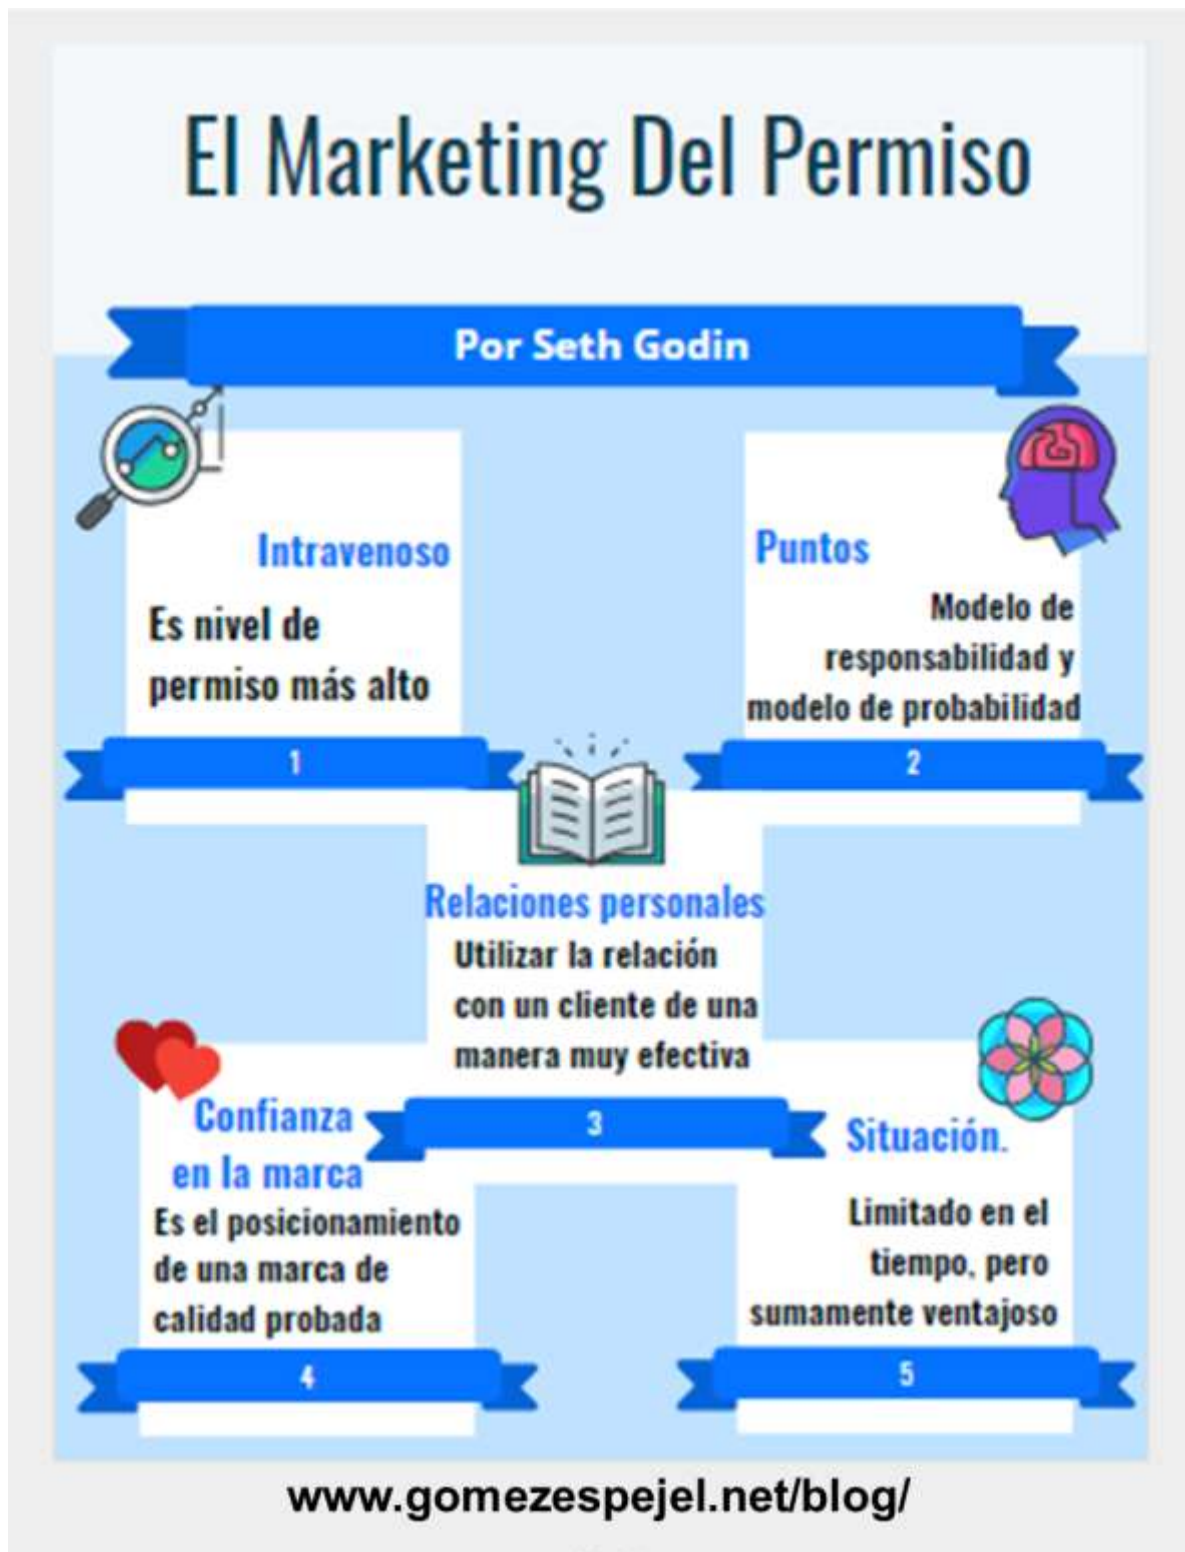 El Marketing Del Permiso
Por Seth Godin
Intravenoso
Es nivel de
permiso más alto
1
Puntos
Modelo de
responsabilidad y
modelo de probabilidad
2
Relaciones personales
Utilizar la relación
con un cliente de una
manera muy efectiva
3
Confianza
en la marca
Es el posicionamiento
de una marca de
calidad probada
4
Situación.
Limitado en el
tiempo, pero
sumamente ventajoso
5
www.gomezespejel.net/blog/